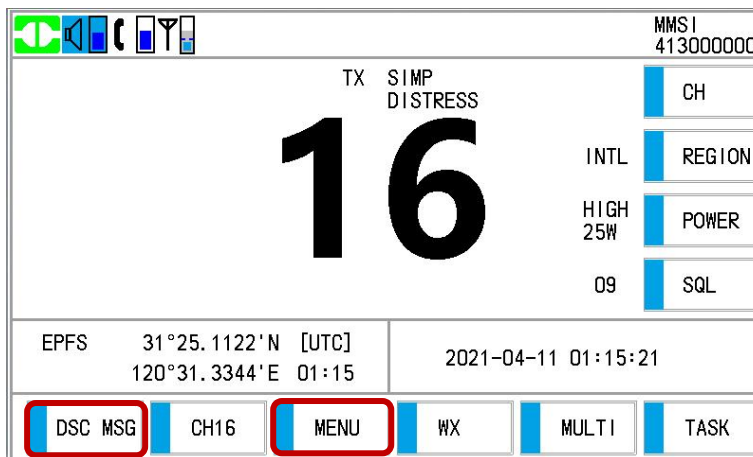 MMSI
413000000
TX SIMP
DISTRESS
16
CH
INTL REGION
HIGH
25W
POWER
09 SQL
EPFS 31°25.1122'N [UTC]
120°31.3344'E 01:15
2021-04-11 01:15:21
DSC MSG CH16 MENU WX MULTI TASK